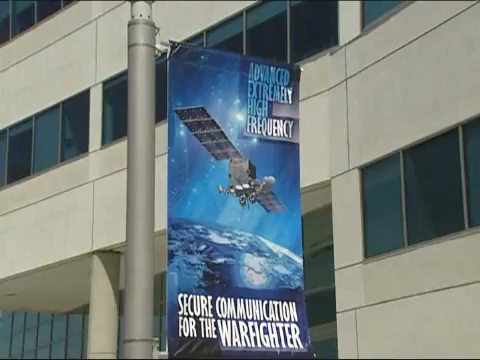 ADVANCED
EXTREMELY
HIGH
FREQUENCY
SECURE COMMUNICATION
FOR THE WARFIGHTER